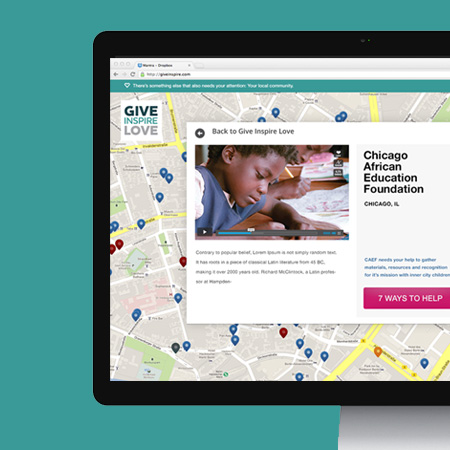 Mantra - Dropbox
http://giveinspire.com
There's something else that also needs your attention: Your local community.
GIVE
INSPIRE
LOVE
Back to Give Inspire Love
Chicago
African
Education
Foundation
CHICAGO, IL
Contrary to popular belief, Lorem Ipsum is not simply random text.
It has roots in a piece of classical Latin literature from 45 BC,
making it over 2000 years old. Richard McClintock, a Latin profes-
sor at Hampden-
CAEF needs your help to gather
materials, resources and recognition
for it's mission with inner city children
7 WAYS TO HELP